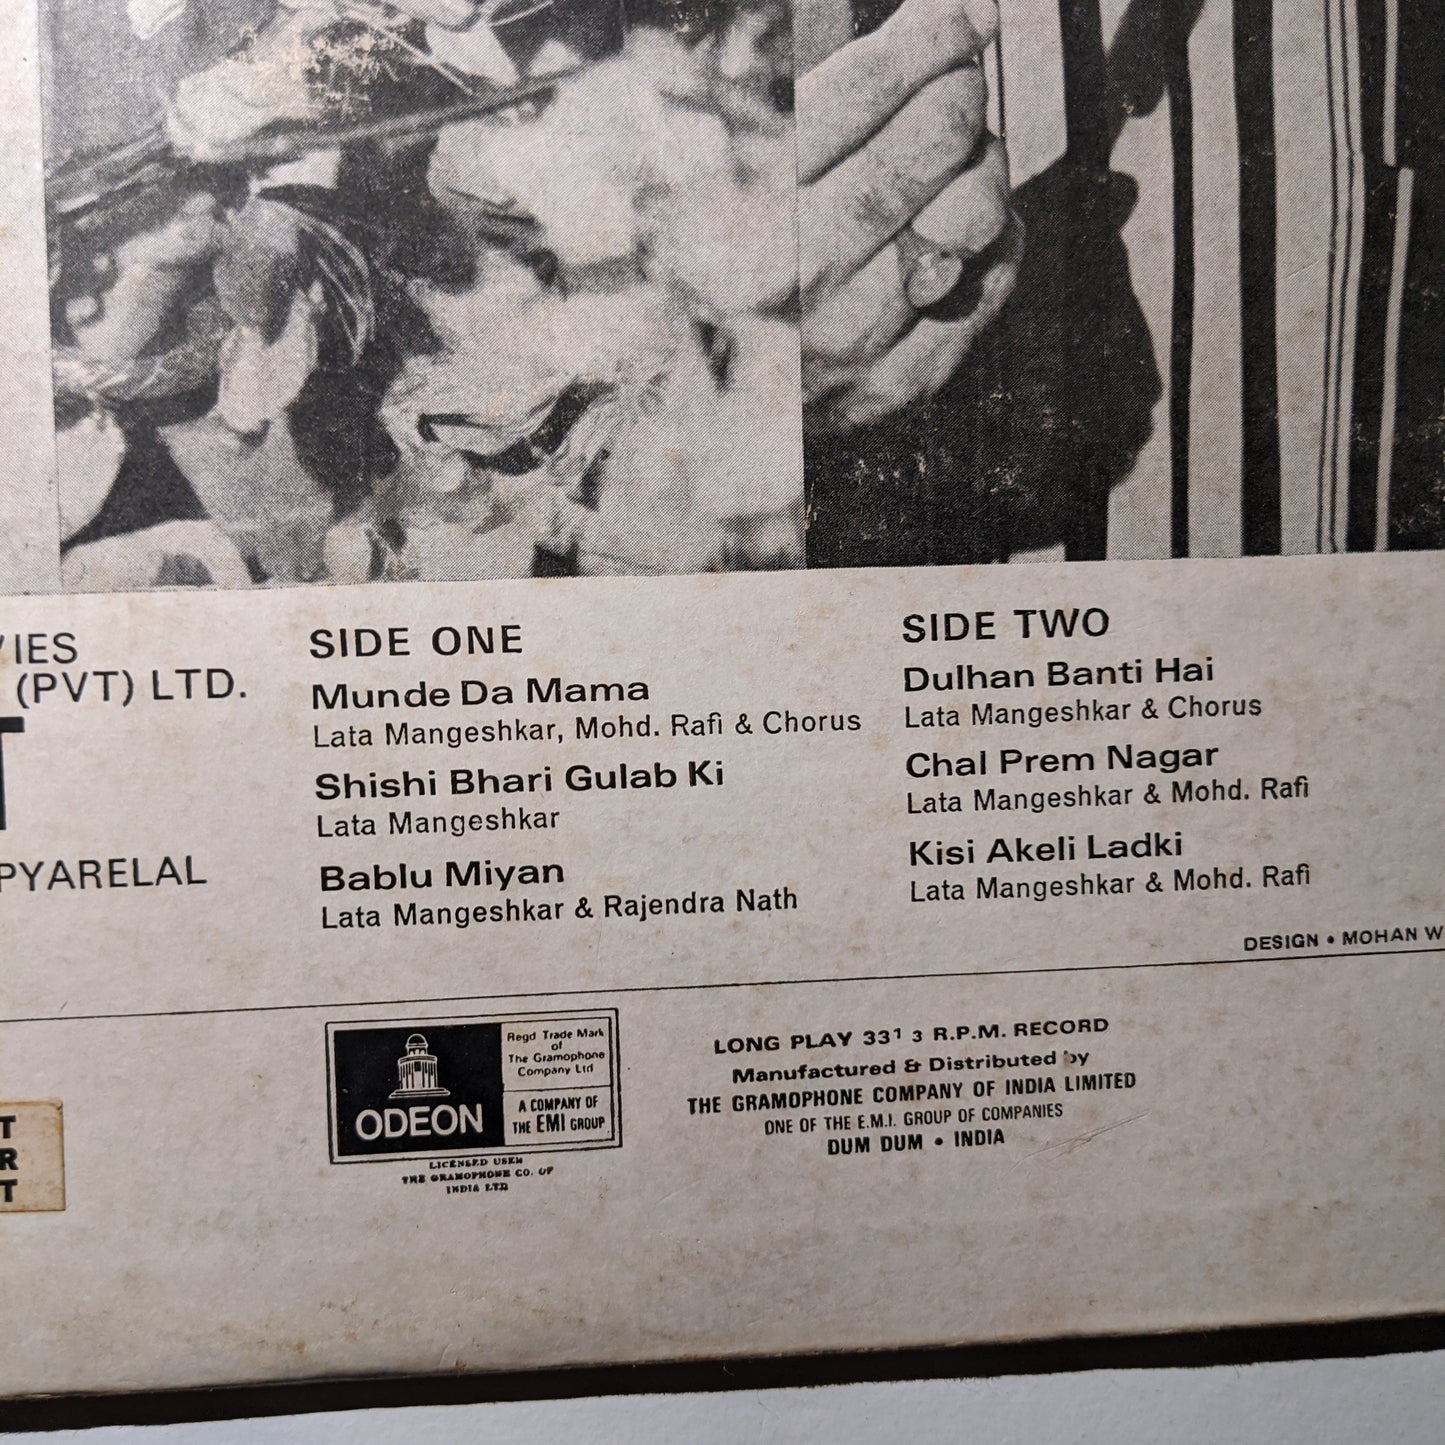 VIES
(PVT) LTD.
T
PYARELAL
SIDE ONE
Munde Da Mama
Lata Mangeshkar, Mohd. Rafi & Chorus
Shishi Bhari Gulab Ki
Lata Mangeshkar
Bablu Miyan
Lata Mangeshkar & Rajendra Nath
SIDE TWO
Dulhan Banti Hai
Lata Mangeshkar & Chorus
Chal Prem Nagar
Lata Mangeshkar & Mohd. Rafi
Kisi Akeli Ladki
Lata Mangeshkar & Mohd. Rafi
DESIGN • MOHAN W
T
R
T
ODEON
Regd Trade Mark
of
The Gramophone
Company Ltd
A COMPANY OF
THE EMI GROUP
LICENSED USER
THE GRAMOPHONE CO. OF
INDIA LTD
LONG PLAY 33 1 3 R.P.M. RECORD
Manufactured & Distributed by
THE GRAMOPHONE COMPANY OF INDIA LIMITED
ONE OF THE E.M.I. GROUP OF COMPANIES
DUM DUM • INDIA